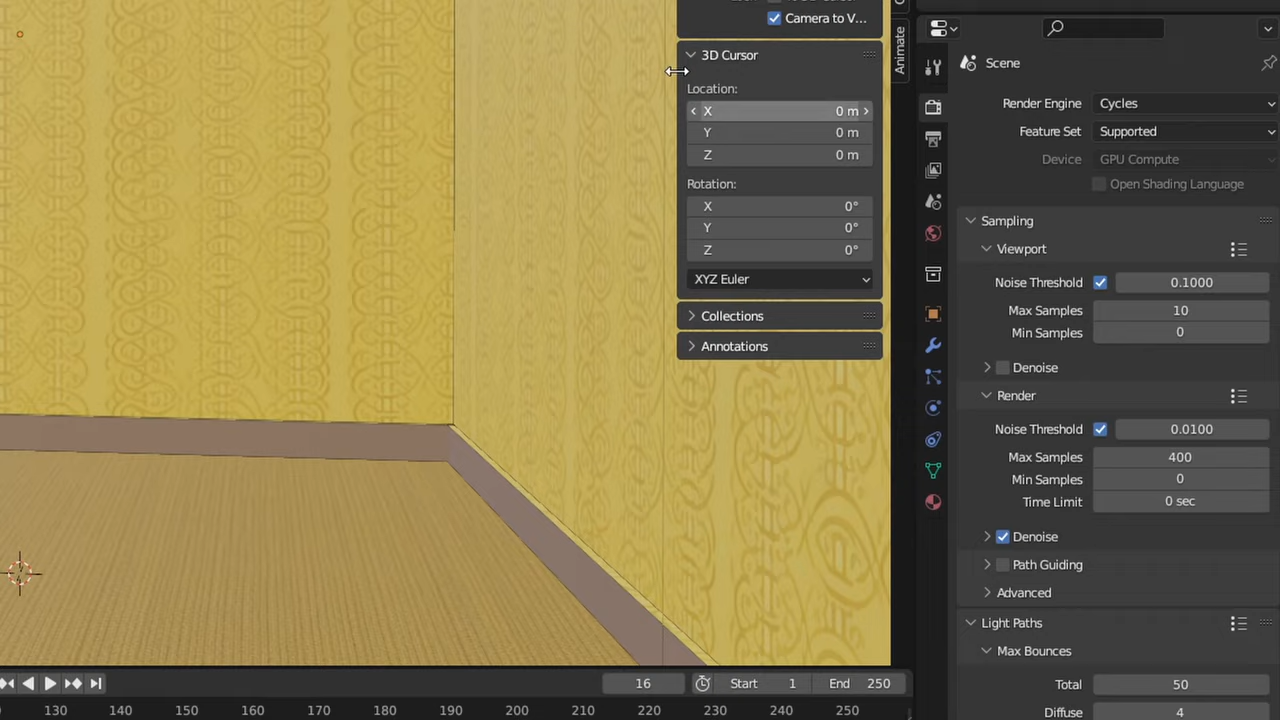 Camera to V...
Animate
3D Cursor
Location:
X 0 m
Y 0 m
Z 0 m
Rotation:
X 0°
Y 0°
Z 0°
XYZ Euler
Collections
Annotations
Scene
Render Engine Cycles
Feature Set Supported
Device GPU Compute
Open Shading Language
Sampling
Viewport
Noise Threshold 0.1000
Max Samples 10
Min Samples 0
Denoise
Render
Noise Threshold 0.0100
Max Samples 400
Min Samples 0
Time Limit 0 sec
Denoise
Path Guiding
Advanced
Light Paths
Max Bounces
Total 50
Diffuse 4
16 Start 1 End 250
130 140 150 160 170 180 190 200 210 220 230 240 250